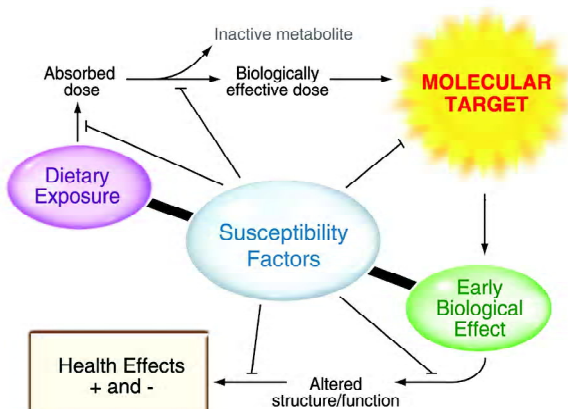 Inactive metabolite
Absorbed
dose
Biologically
effective dose
MOLECULAR
TARGET
Dietary
Exposure
Susceptibility
Factors
Early
Biological
Effect
Health Effects
+ and -
Altered
structure/function